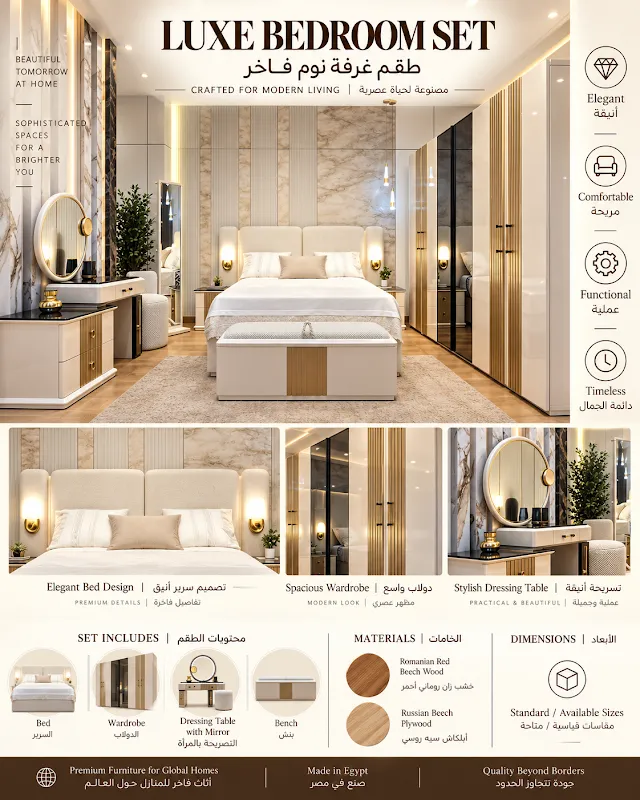 LUXE BEDROOM SET
طقم غرفة نوم فاخر
CRAFTED FOR MODERN LIVING | مصنوعة لحياة عصرية
BEAUTIFUL
TOMORROW
AT HOME
SOPHISTICATED
SPACES
FOR A
BRIGHTER
YOU
Elegant
أنيقة
Comfortable
مريحة
Functional
عملية
Timeless
دائمة الجمال
Elegant Bed Design | تصميم سرير أنيق
PREMIUM DETAILS | تفاصيل فاخرة
Spacious Wardrobe | دولاب واسع
MODERN LOOK | مظهر عصري
Stylish Dressing Table | تسريحة أنيقة
PRACTICAL & BEAUTIFUL | عملية وجميلة
SET INCLUDES | محتويات الطقم
Bed
السرير
Wardrobe
الدولاب
Dressing Table
with Mirror
التصريحة بالمرأة
Bench
بنش
MATERIALS | الخامات
Romanian Red
Beech Wood
خشب زان روماني أحمر
Russian Beech
Plywood
أبلكاش سيه روسي
DIMENSIONS | الأبعاد
Standard / Available Sizes
مقاسات قياسية / متاحة
Premium Furniture for Global Homes
أثاث فاخر للمنازل حول العالم
Made in Egypt
صنع في مصر
Quality Beyond Borders
جودة تتجاوز الحدود